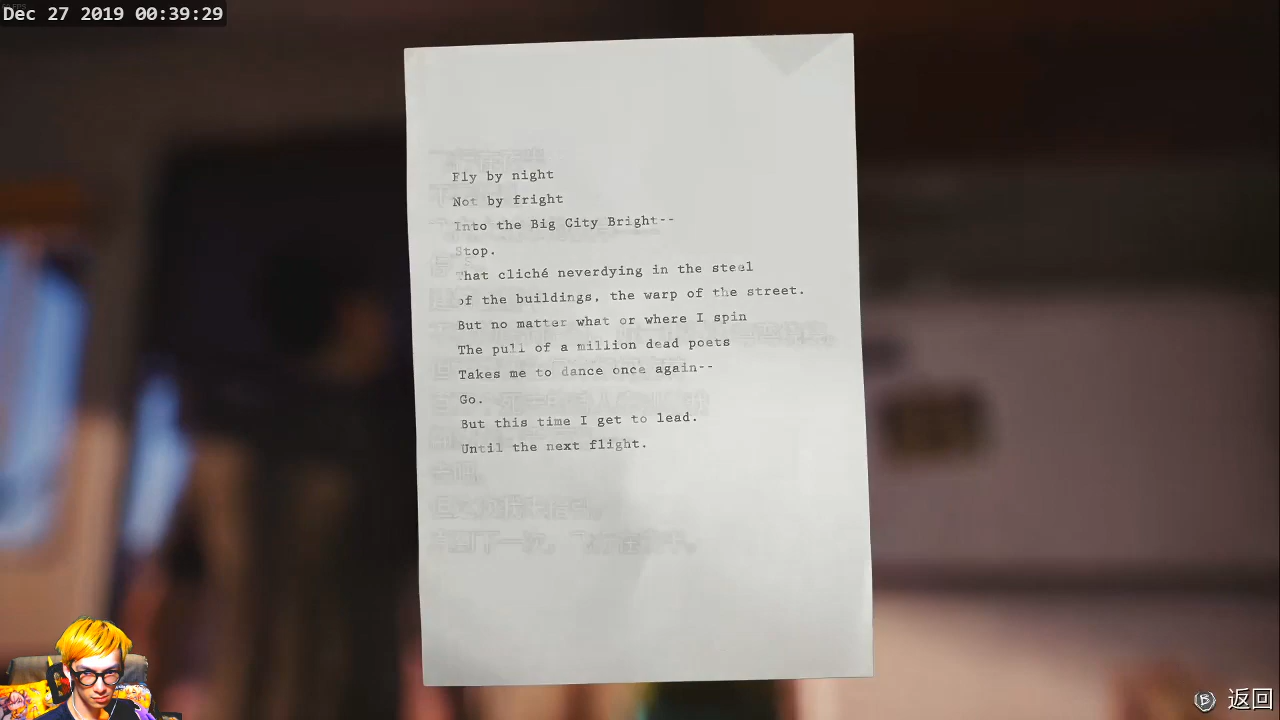 Dec 27 2019 00:39:29
Fly by night
Not by fright
Into the Big City Bright--
Stop.
That cliché neverdying in the steel
of the buildings, the warp of the street.
But no matter what or where I spin
The pull of a million dead poets
Takes me to dance once again--
Go.
But this time I get to lead.
Until the next flight.
B 返回